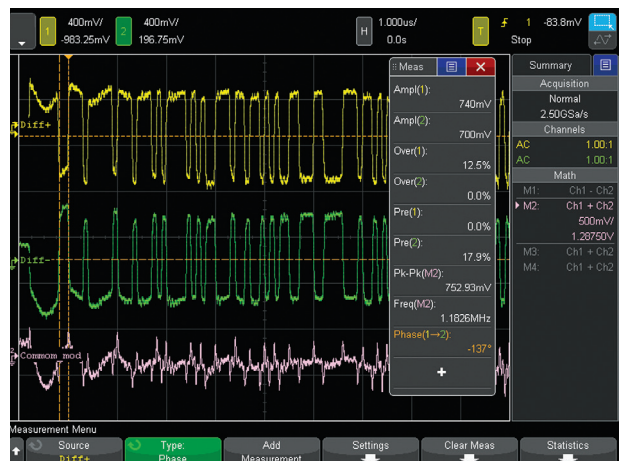 1 400mV/ -983.25mV
2 400mV/ 196.75mV
H 1.000us/ 0.0s
T 1 -83.8mV
Stop
Diff+
Diff-
Commom_mod
Meas
Ampl(1):
740mV
Ampl(2):
700mV
Over(1):
12.5%
Over(2):
0.0%
Pre(1):
0.0%
Pre(2):
17.9%
Pk-Pk(M2):
752.93mV
Freq(M2):
1.1826MHz
Phase(1→2):
-137°
Summary
Acquisition
Normal
2.50GSa/s
Channels
AC 1.00:1
AC 1.00:1
Math
M1: Ch1 - Ch2
M2: Ch1 + Ch2
500mV/
1.28750V
M3: Ch1 + Ch2
M4: Ch1 + Ch2
Measurement Menu
Source
Diff+
Type:
Phase
Add
Measurement
Settings
Clear Meas
Statistics